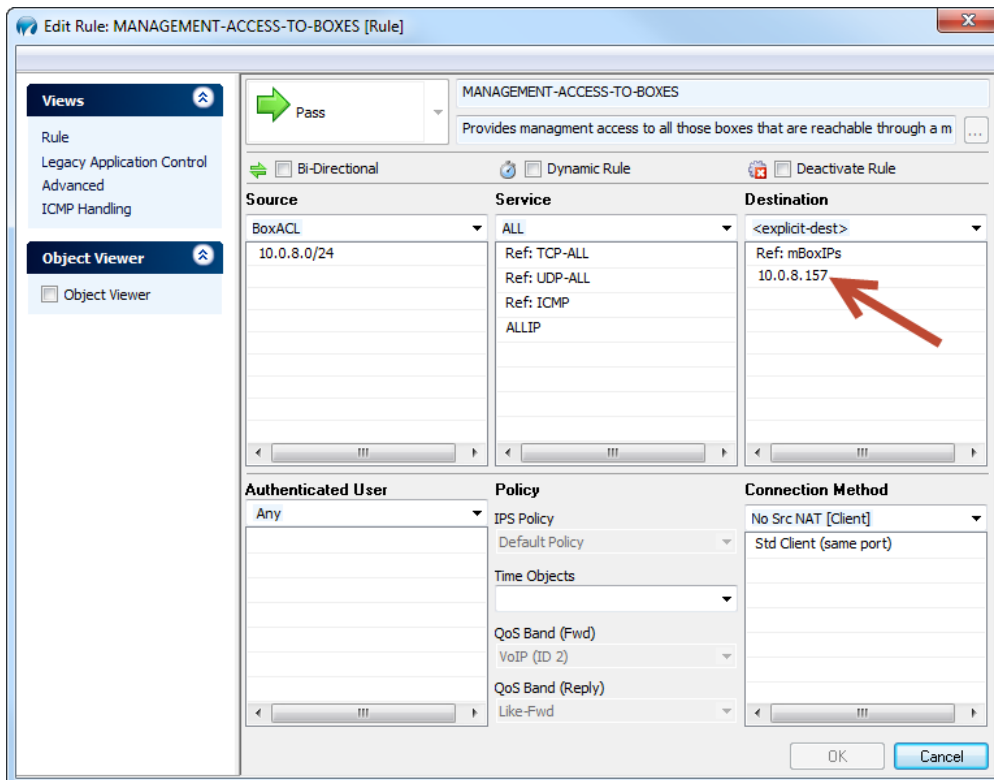 Edit Rule: MANAGEMENT-ACCESS-TO-BOXES [Rule]
Views
Rule
Legacy Application Control
Advanced
ICMP Handling
Object Viewer
Object Viewer
Pass
MANAGEMENT-ACCESS-TO-BOXES
Provides managment access to all those boxes that are reachable through a m
...
Bi-Directional
Dynamic Rule
Deactivate Rule
Source
BoxACL
10.0.8.0/24
Service
ALL
Ref: TCP-ALL
Ref: UDP-ALL
Ref: ICMP
ALLIP
Destination
<explicit-dest>
Ref: mBoxIPs
10.0.8.157
Authenticated User
Any
Policy
IPS Policy
Default Policy
Time Objects
QoS Band (Fwd)
VoIP (ID 2)
QoS Band (Reply)
Like-Fwd
Connection Method
No Src NAT [Client]
Std Client (same port)
OK
Cancel